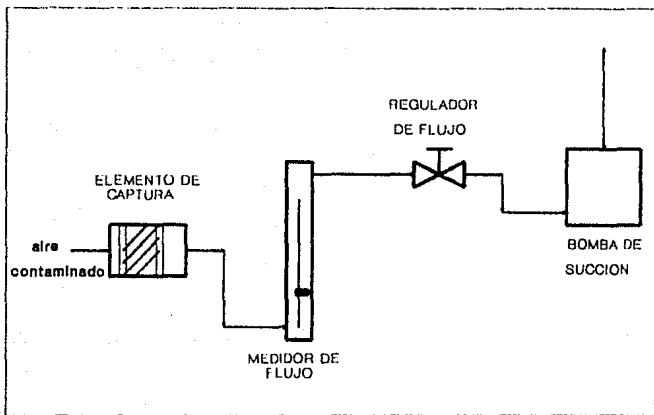 REGULADOR
DE FLUJO
ELEMENTO DE
CAPTURA
aire
contaminado
BOMBA DE
SUCCION
MEDIDOR DE
FLUJO